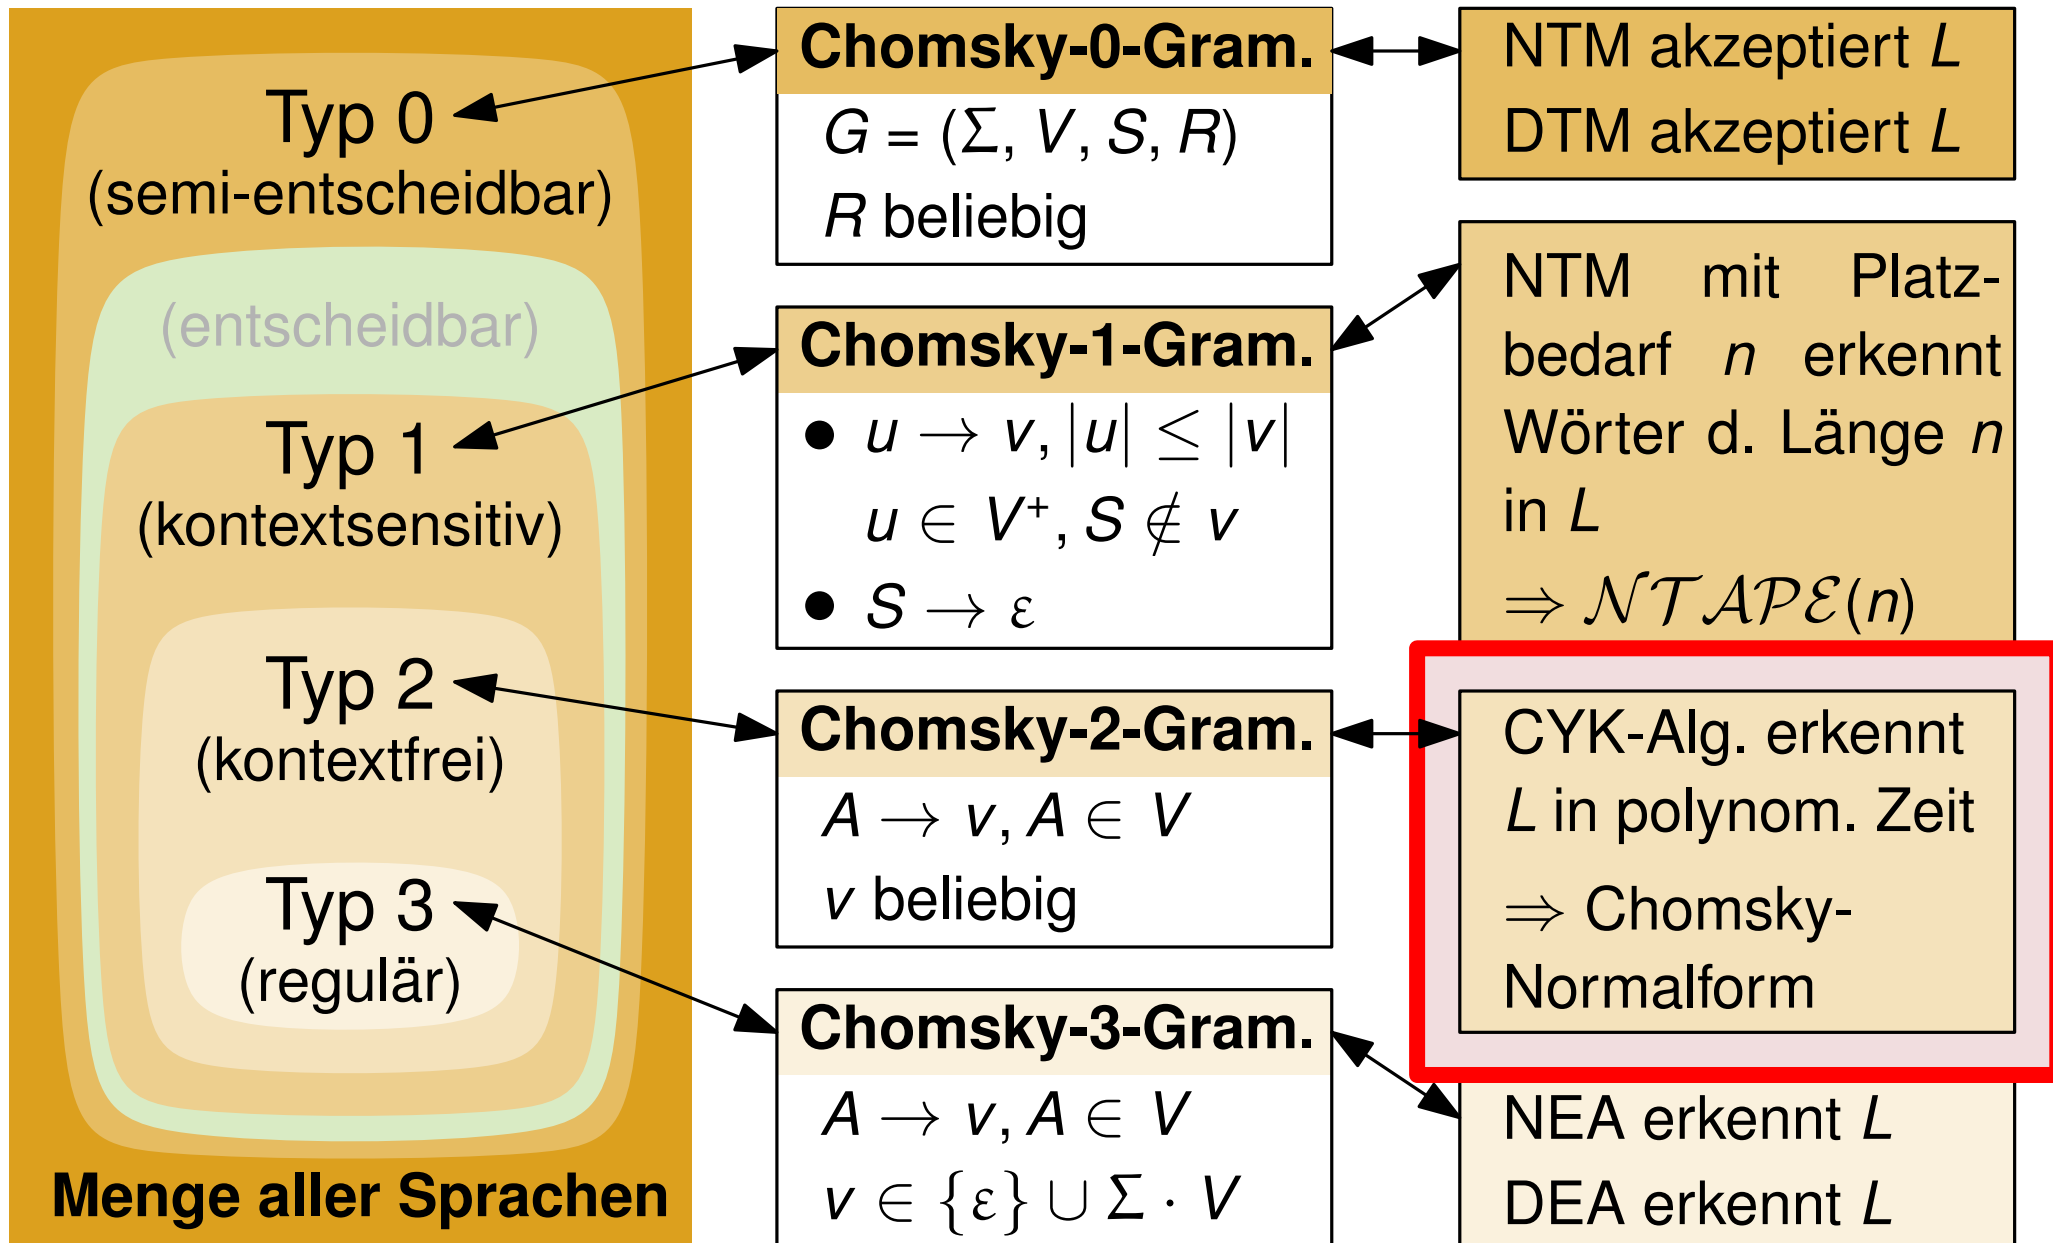 Typ 0
(semi-entscheidbar)
(entscheidbar)
Typ 1
(kontextsensitiv)
Typ 2
(kontextfrei)
Typ 3
(regulär)
Menge aller Sprachen
Chomsky-0-Gram.
G = (Σ, V, S, R)
R beliebig
Chomsky-1-Gram.
● u → v, |u| ≤ |v|
u ∈ V⁺, S ∉ v
● S → ε
Chomsky-2-Gram.
A → v, A ∈ V
v beliebig
Chomsky-3-Gram.
A → v, A ∈ V
v ∈ {ε} ∪ Σ · V
NTM akzeptiert L
DTM akzeptiert L
NTM mit Platz-
bedarf n erkennt
Wörter d. Länge n
in L
⇒ 𝒩𝒯𝒜𝒫ℰ(n)
CYK-Alg. erkennt
L in polynom. Zeit
⇒ Chomsky-
Normalform
NEA erkennt L
DEA erkennt L